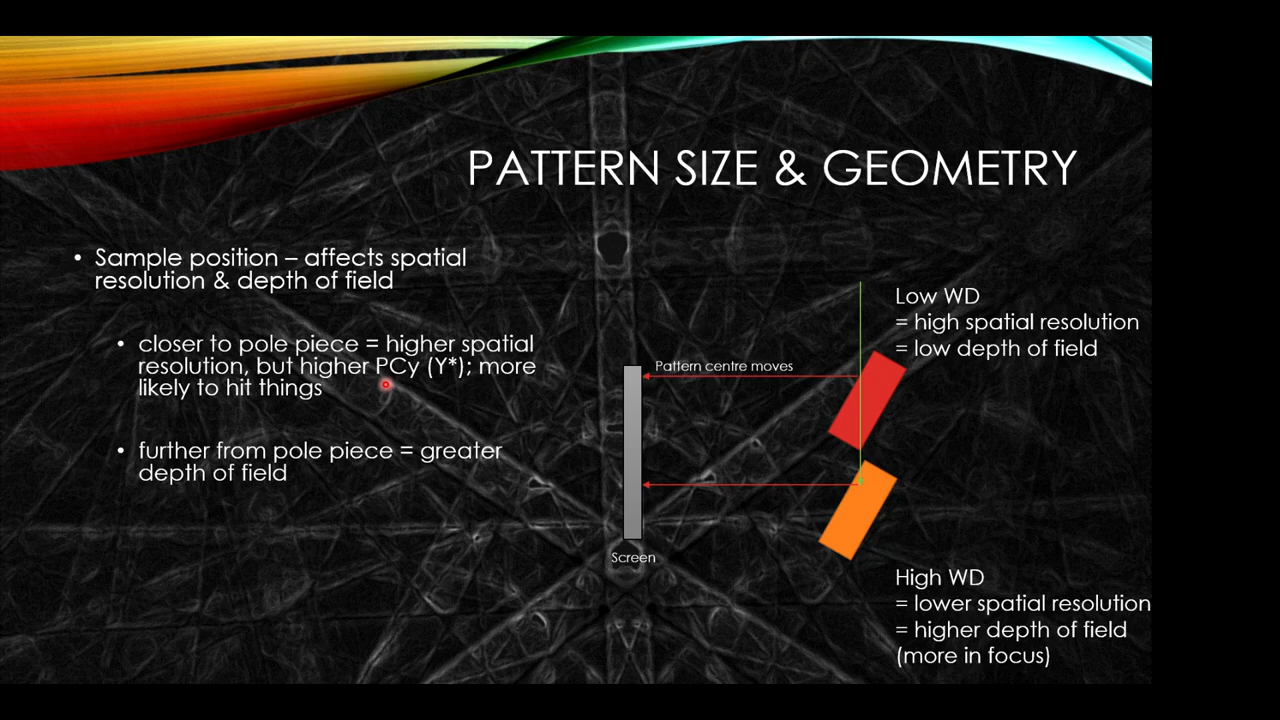 PATTERN SIZE & GEOMETRY
• Sample position – affects spatial
resolution & depth of field
• closer to pole piece = higher spatial
resolution, but higher PCy (Y*); more
likely to hit things
• further from pole piece = greater
depth of field
Pattern centre moves
Screen
Low WD
= high spatial resolution
= low depth of field
High WD
= lower spatial resolution
= higher depth of field
(more in focus)